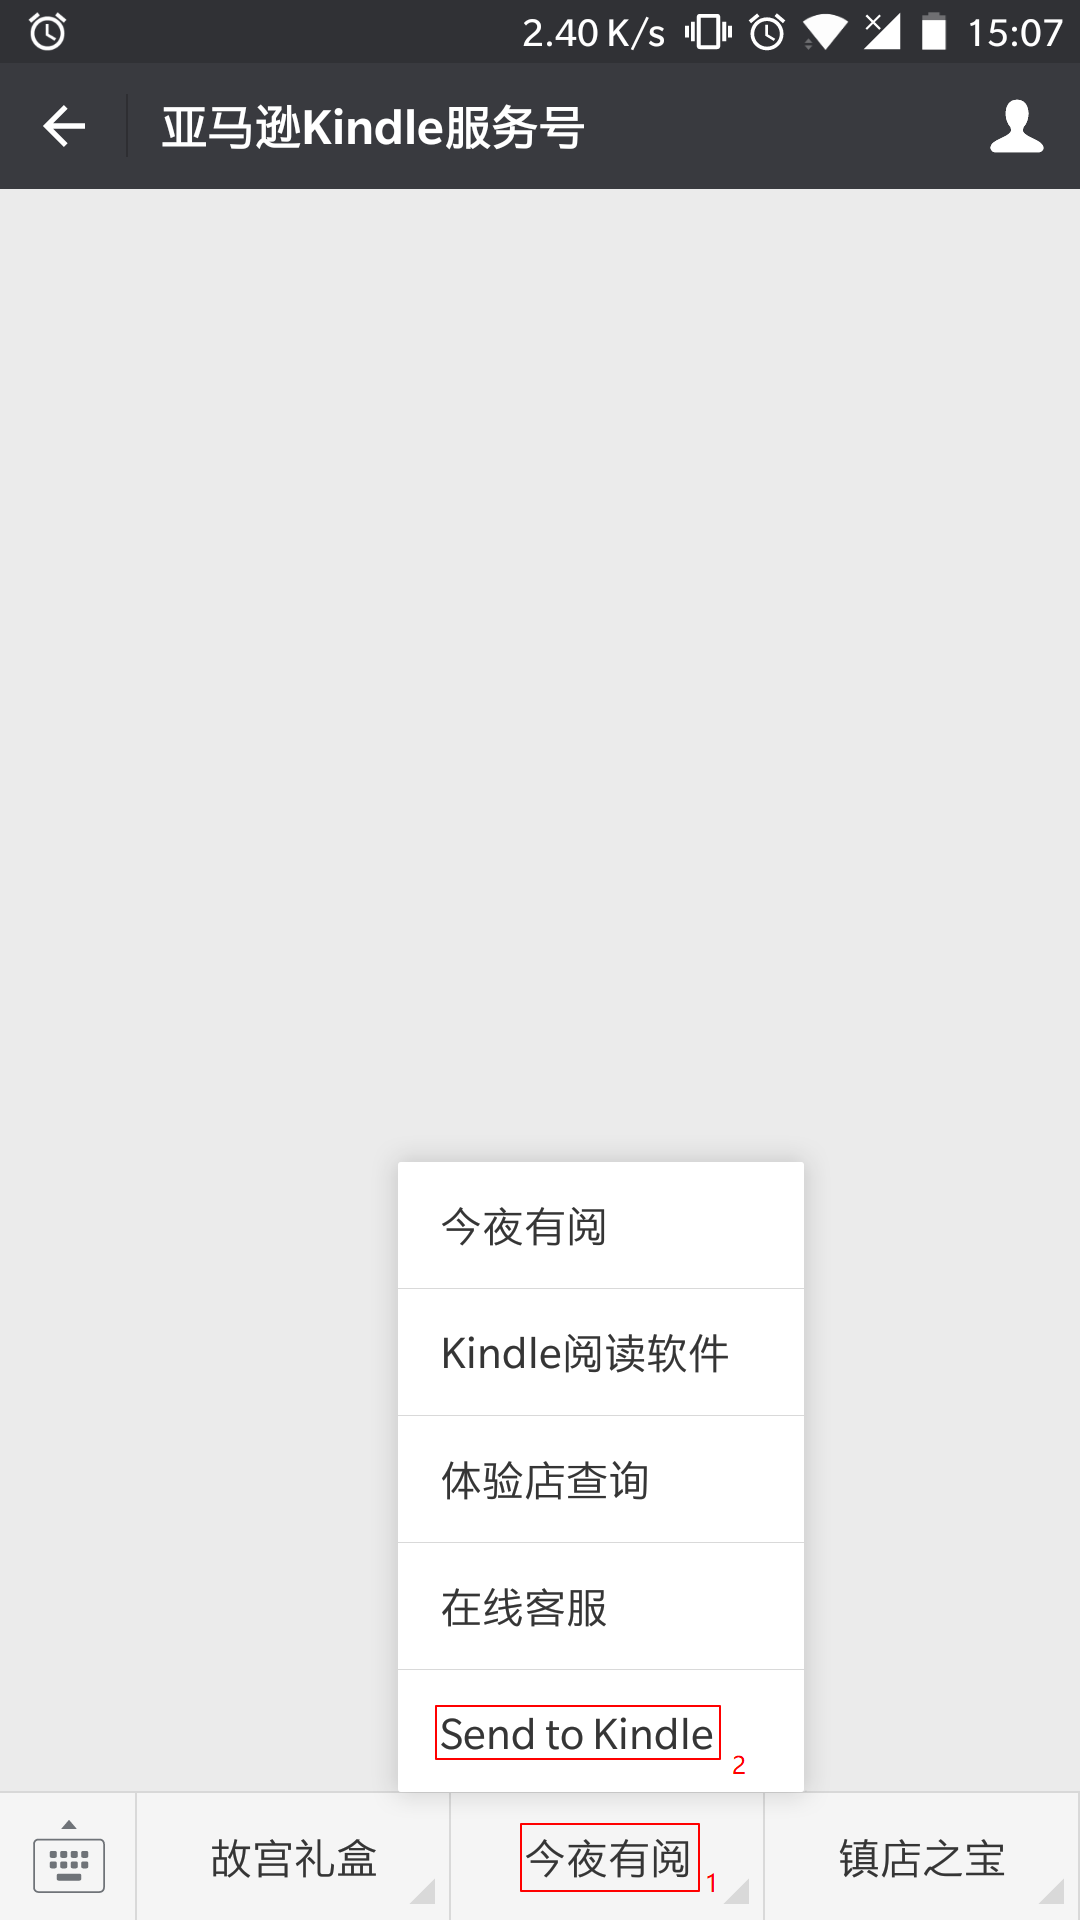 2.40 K/s 15:07
亚马逊Kindle服务号
今夜有阅
Kindle阅读软件
体验店查询
在线客服
Send to Kindle 2
故宫礼盒 今夜有阅 1 镇店之宝